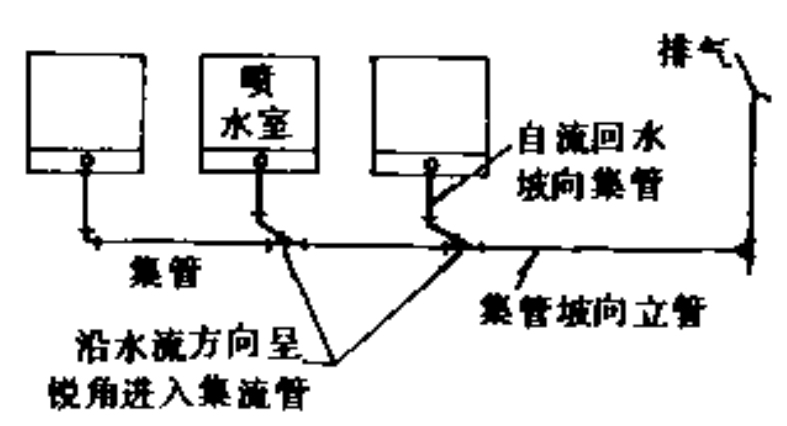 排气
喷
水室
自流回水
坡向集管
集管
集管坡向立管
沿水流方向呈
锐角进入集流管